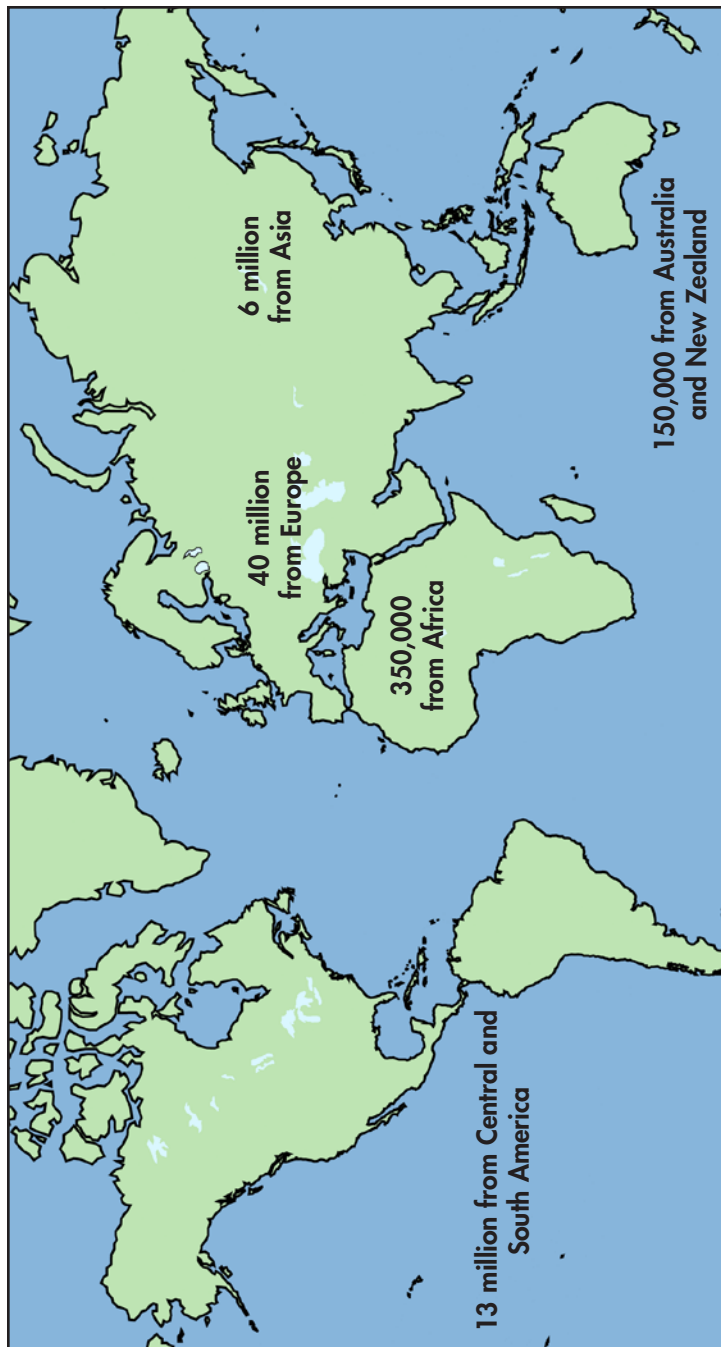 13 million from Central and
South America
350,000
from Africa
40 million
from Europe
6 million
from Asia
150,000 from Australia
and New Zealand